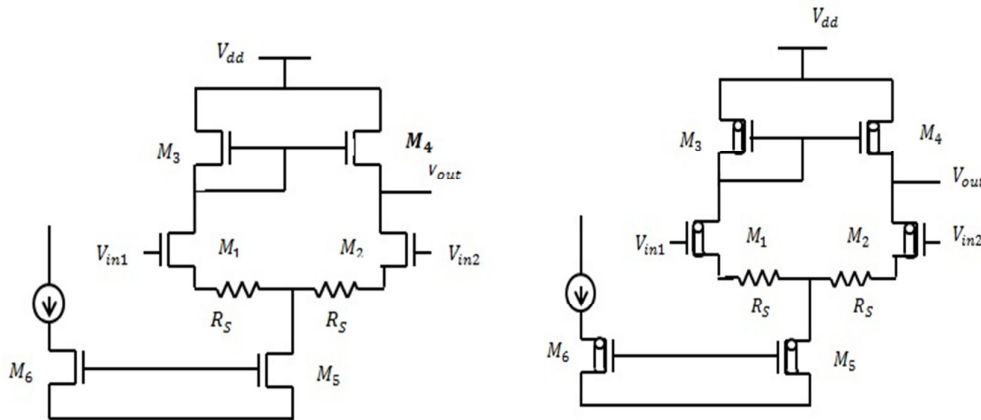 V_dd
M_3
M_4
v_out
V_in1
M_1
M_2
V_in2
R_S
R_S
M_6
M_5
V_dd
M_3
M_4
V_out
V_in1
M_1
M_2
V_in2
R_S
R_S
M_6
M_5